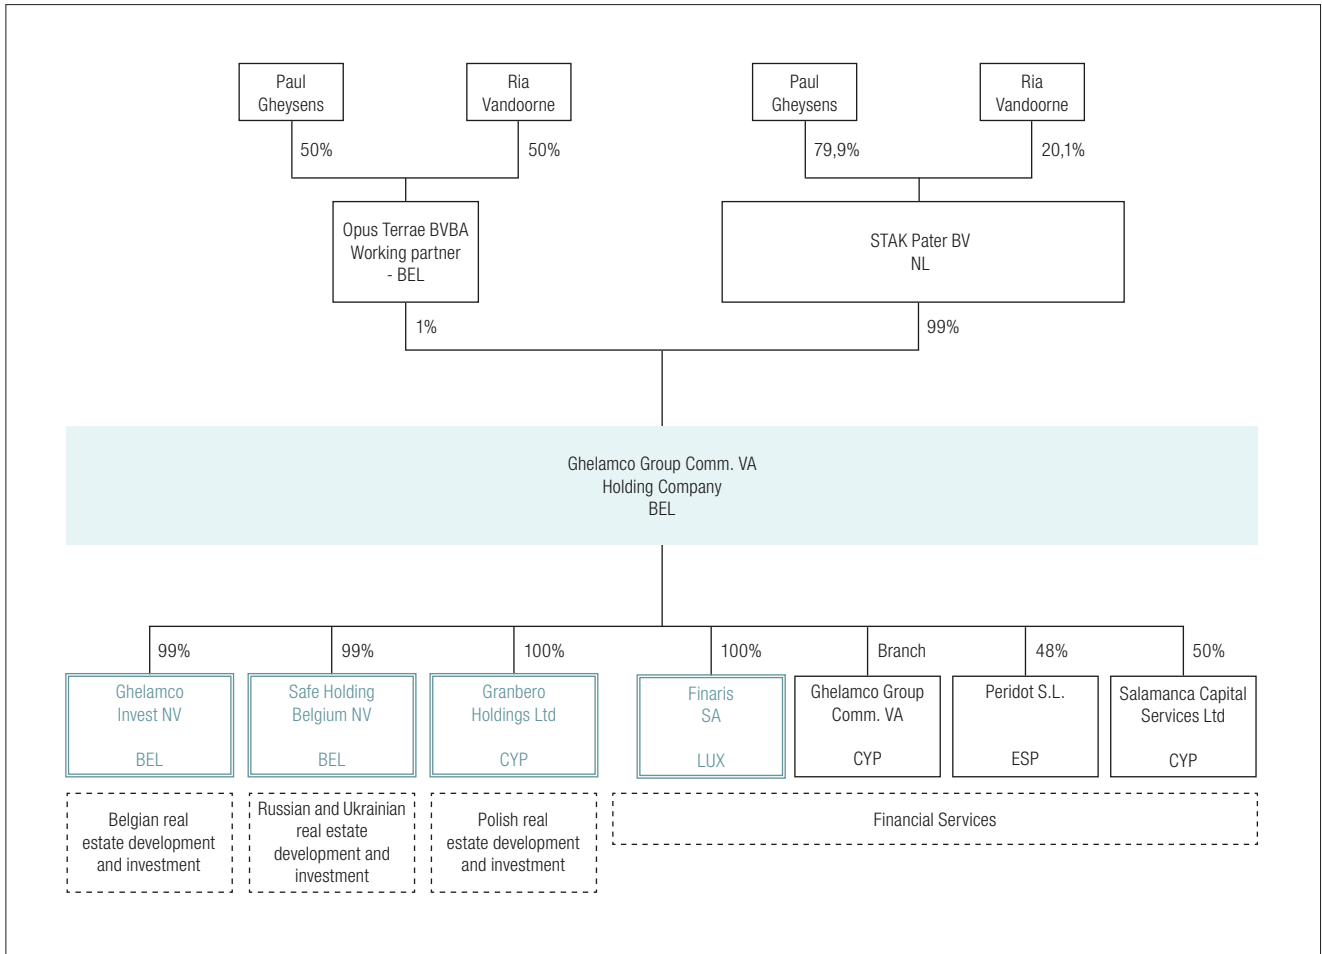 Paul
Gheysens
Ria
Vandoorne
Paul
Gheysens
Ria
Vandoorne
50%
50%
79,9%
20,1%
Opus Terrae BVBA
Working partner
- BEL
STAK Pater BV
NL
1%
99%
Ghelamco Group Comm. VA
Holding Company
BEL
99%
99%
100%
100%
Branch
48%
50%
Ghelamco
Invest NV
BEL
Safe Holding
Belgium NV
BEL
Granbero
Holdings Ltd
CYP
Finaris
SA
LUX
Ghelamco Group
Comm. VA
CYP
Peridot S.L.
ESP
Salamanca Capital
Services Ltd
CYP
Belgian real
estate development
and investment
Russian and Ukrainian
real estate
development and
investment
Polish real
estate development
and investment
Financial Services